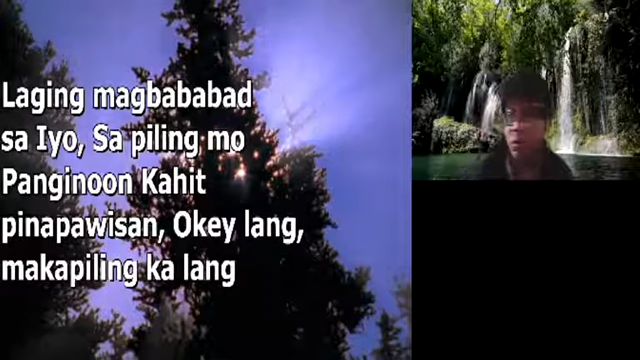 Laging magbababad
sa Iyo, Sa piling mo
Panginoon Kahit
pinapawisan, Okey lang,
makapiling ka lang